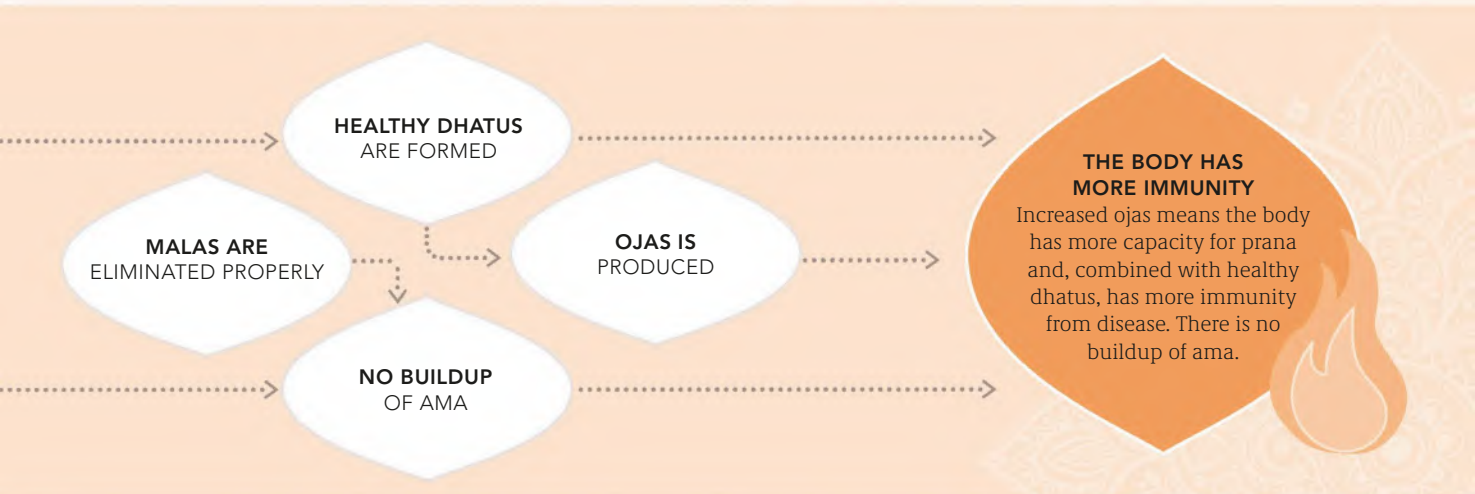 HEALTHY DHATUS
ARE FORMED
MALAS ARE
ELIMINATED PROPERLY
OJAS IS
PRODUCED
NO BUILDUP
OF AMA
THE BODY HAS
MORE IMMUNITY
Increased ojas means the body
has more capacity for prana
and, combined with healthy
dhatus, has more immunity
from disease. There is no
buildup of ama.